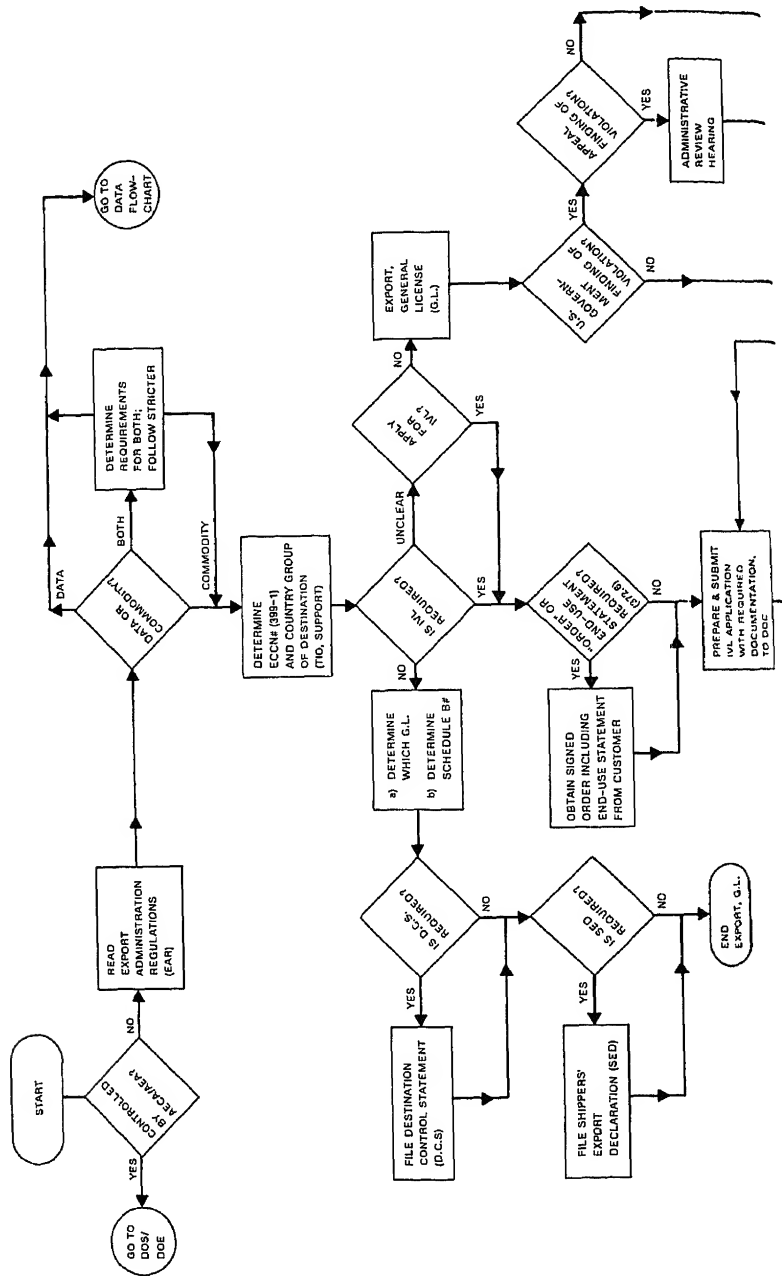 START
CONTROLLED
BY
AECA/AEA?
YES
GO TO
DOS/
DOE
NO
READ
EXPORT
ADMINISTRATION
REGULATIONS
(EAR)
DATA OR
COMMODITY?
DATA
BOTH
DETERMINE
REQUIREMENTS
FOR BOTH;
FOLLOW STRICTER
GO TO
DATA
FLOW-
CHART
COMMODITY
DETERMINE
ECCN# (399-1)
AND COUNTRY GROUP
OF DESTINATION
(TID, SUPPORT)
IS IVL
REQUIRED?
NO
a) DETERMINE
WHICH G.L.
b) DETERMINE
SCHEDULE B#
IS D.C.S.
REQUIRED?
YES
FILE DESTINATION
CONTROL STATEMENT
(D.C.S)
NO
IS SED
REQUIRED?
YES
FILE SHIPPERS'
EXPORT
DECLARATION (SED)
NO
END
EXPORT, G.L.
UNCLEAR
APPLY
FOR
IVL?
NO
EXPORT,
GENERAL
LICENSE
(G.L.)
YES
YES
"ORDER" OR
END-USE
STATEMENT
REQUIRED?
(372.6)
YES
OBTAIN SIGNED
ORDER INCLUDING
END-USE STATEMENT
FROM CUSTOMER
NO
PREPARE & SUBMIT
IVL APPLICATION
WITH REQUIRED
DOCUMENTATION,
TO DOC
U.S.
GOVERN-
MENT
FINDING OF
VIOLATION?
NO
YES
APPEAL
FINDING OF
VIOLATION?
NO
YES
ADMINISTRATIVE
REVIEW
HEARING